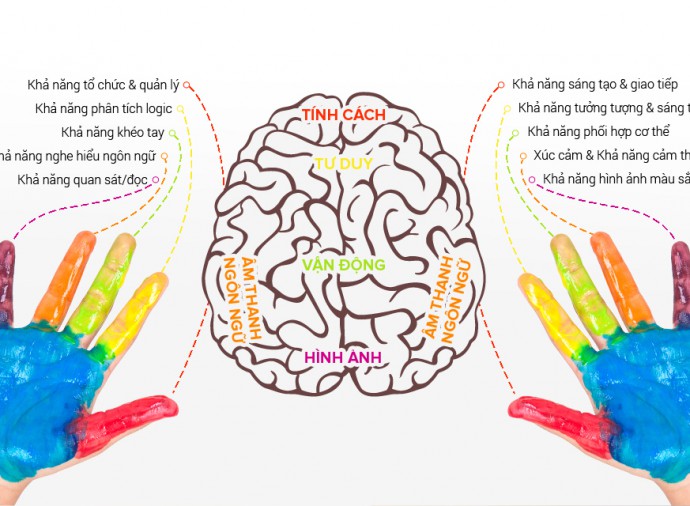 Khả năng tổ chức & quản lý
Khả năng phân tích logic
Khả năng khéo tay
hả năng nghe hiểu ngôn ngữ
Khả năng quan sát/đọc
TÍNH CÁCH
TƯ DUY
VẬN ĐỘNG
ÂM THANH
NGÔN NGỮ
ÂM THANH
NGÔN NGỮ
HÌNH ẢNH
Khả năng sáng tạo & giao tiếp
Khả năng tưởng tượng & sáng t
Khả năng phối hợp cơ thể
Xúc cảm & Khả năng cảm th
Khả năng hình ảnh màu sắ